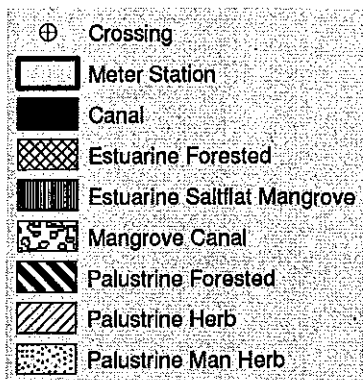 Crossing
Meter Station
Canal
Estuarine Forested
Estuarine Saltflat Mangrove
Mangrove Canal
Palustrine Forested
Palustrine Herb
Palustrine Man Herb